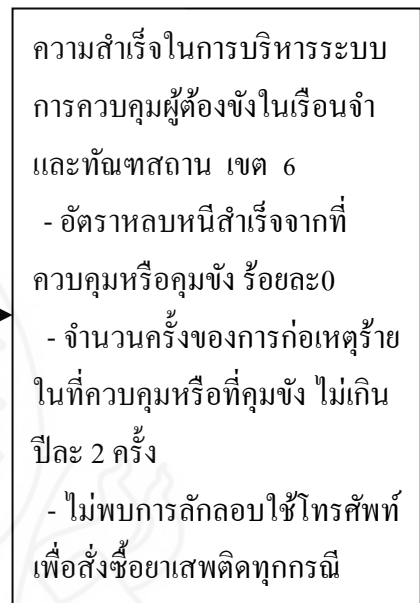 ความสำเร็จในการบริหารระบบ
การควบคุมผู้ต้องขังในเรือนจำ
และทัณฑสถาน เขต 6
- อัตราหลบหนีสำเร็จจากที่
ควบคุมหรือคุมขัง ร้อยละ0
- จำนวนครั้งของการก่อเหตุร้าย
ในที่ควบคุมหรือที่คุมขัง ไม่เกิน
ปีละ 2 ครั้ง
- ไม่พบการลักลอบใช้โทรศัพท์
เพื่อสั่งซื้อยาเสพติดทุกกรณี